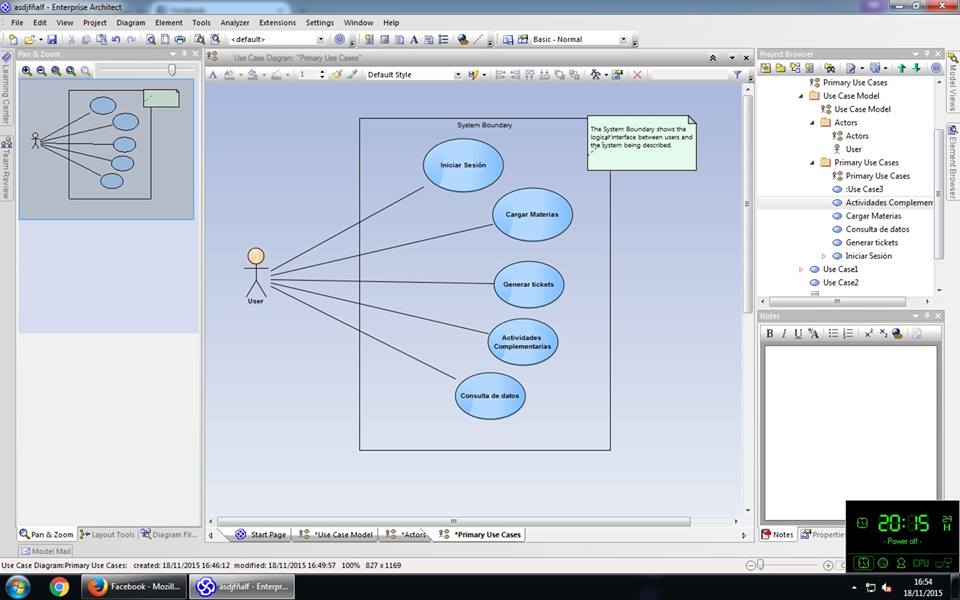 asdjfñalf - Enterprise Architect
File Edit View Project Diagram Element Tools Analyzer Extensions Settings Window Help
<default>
Basic - Normal
Pan & Zoom
Use Case Diagram: "Primary Use Cases"
Project Browser
1 Default Style
Learning Center
Team Review
Model Views
Element Browser
System Boundary
The System Boundary shows the
logical interface between users and
the system being described.
Iniciar Sesión
Cargar Materias
Generar tickets
Actividades
Complementarias
Consulta de datos
User
Primary Use Cases
Use Case Model
Use Case Model
Actors
Actors
User
Primary Use Cases
Primary Use Cases
:Use Case3
Actividades Complemen
Cargar Materias
Consulta de datos
Generar tickets
Iniciar Sesión
Use Case1
Use Case2
Notes
B I U A
Pan & Zoom Layout Tools Diagram Fil...
Start Page *Use Case Model *Actors *Primary Use Cases
Notes Properties
Model Mail
20:15
24
H
- Power off -
CPU
Use Case Diagram:Primary Use Cases: created: 18/11/2015 16:46:12 modified: 18/11/2015 16:49:57 100% 827 x 1169
Facebook - Mozill...
asdjfñalf - Enterpr...
16:54
18/11/2015